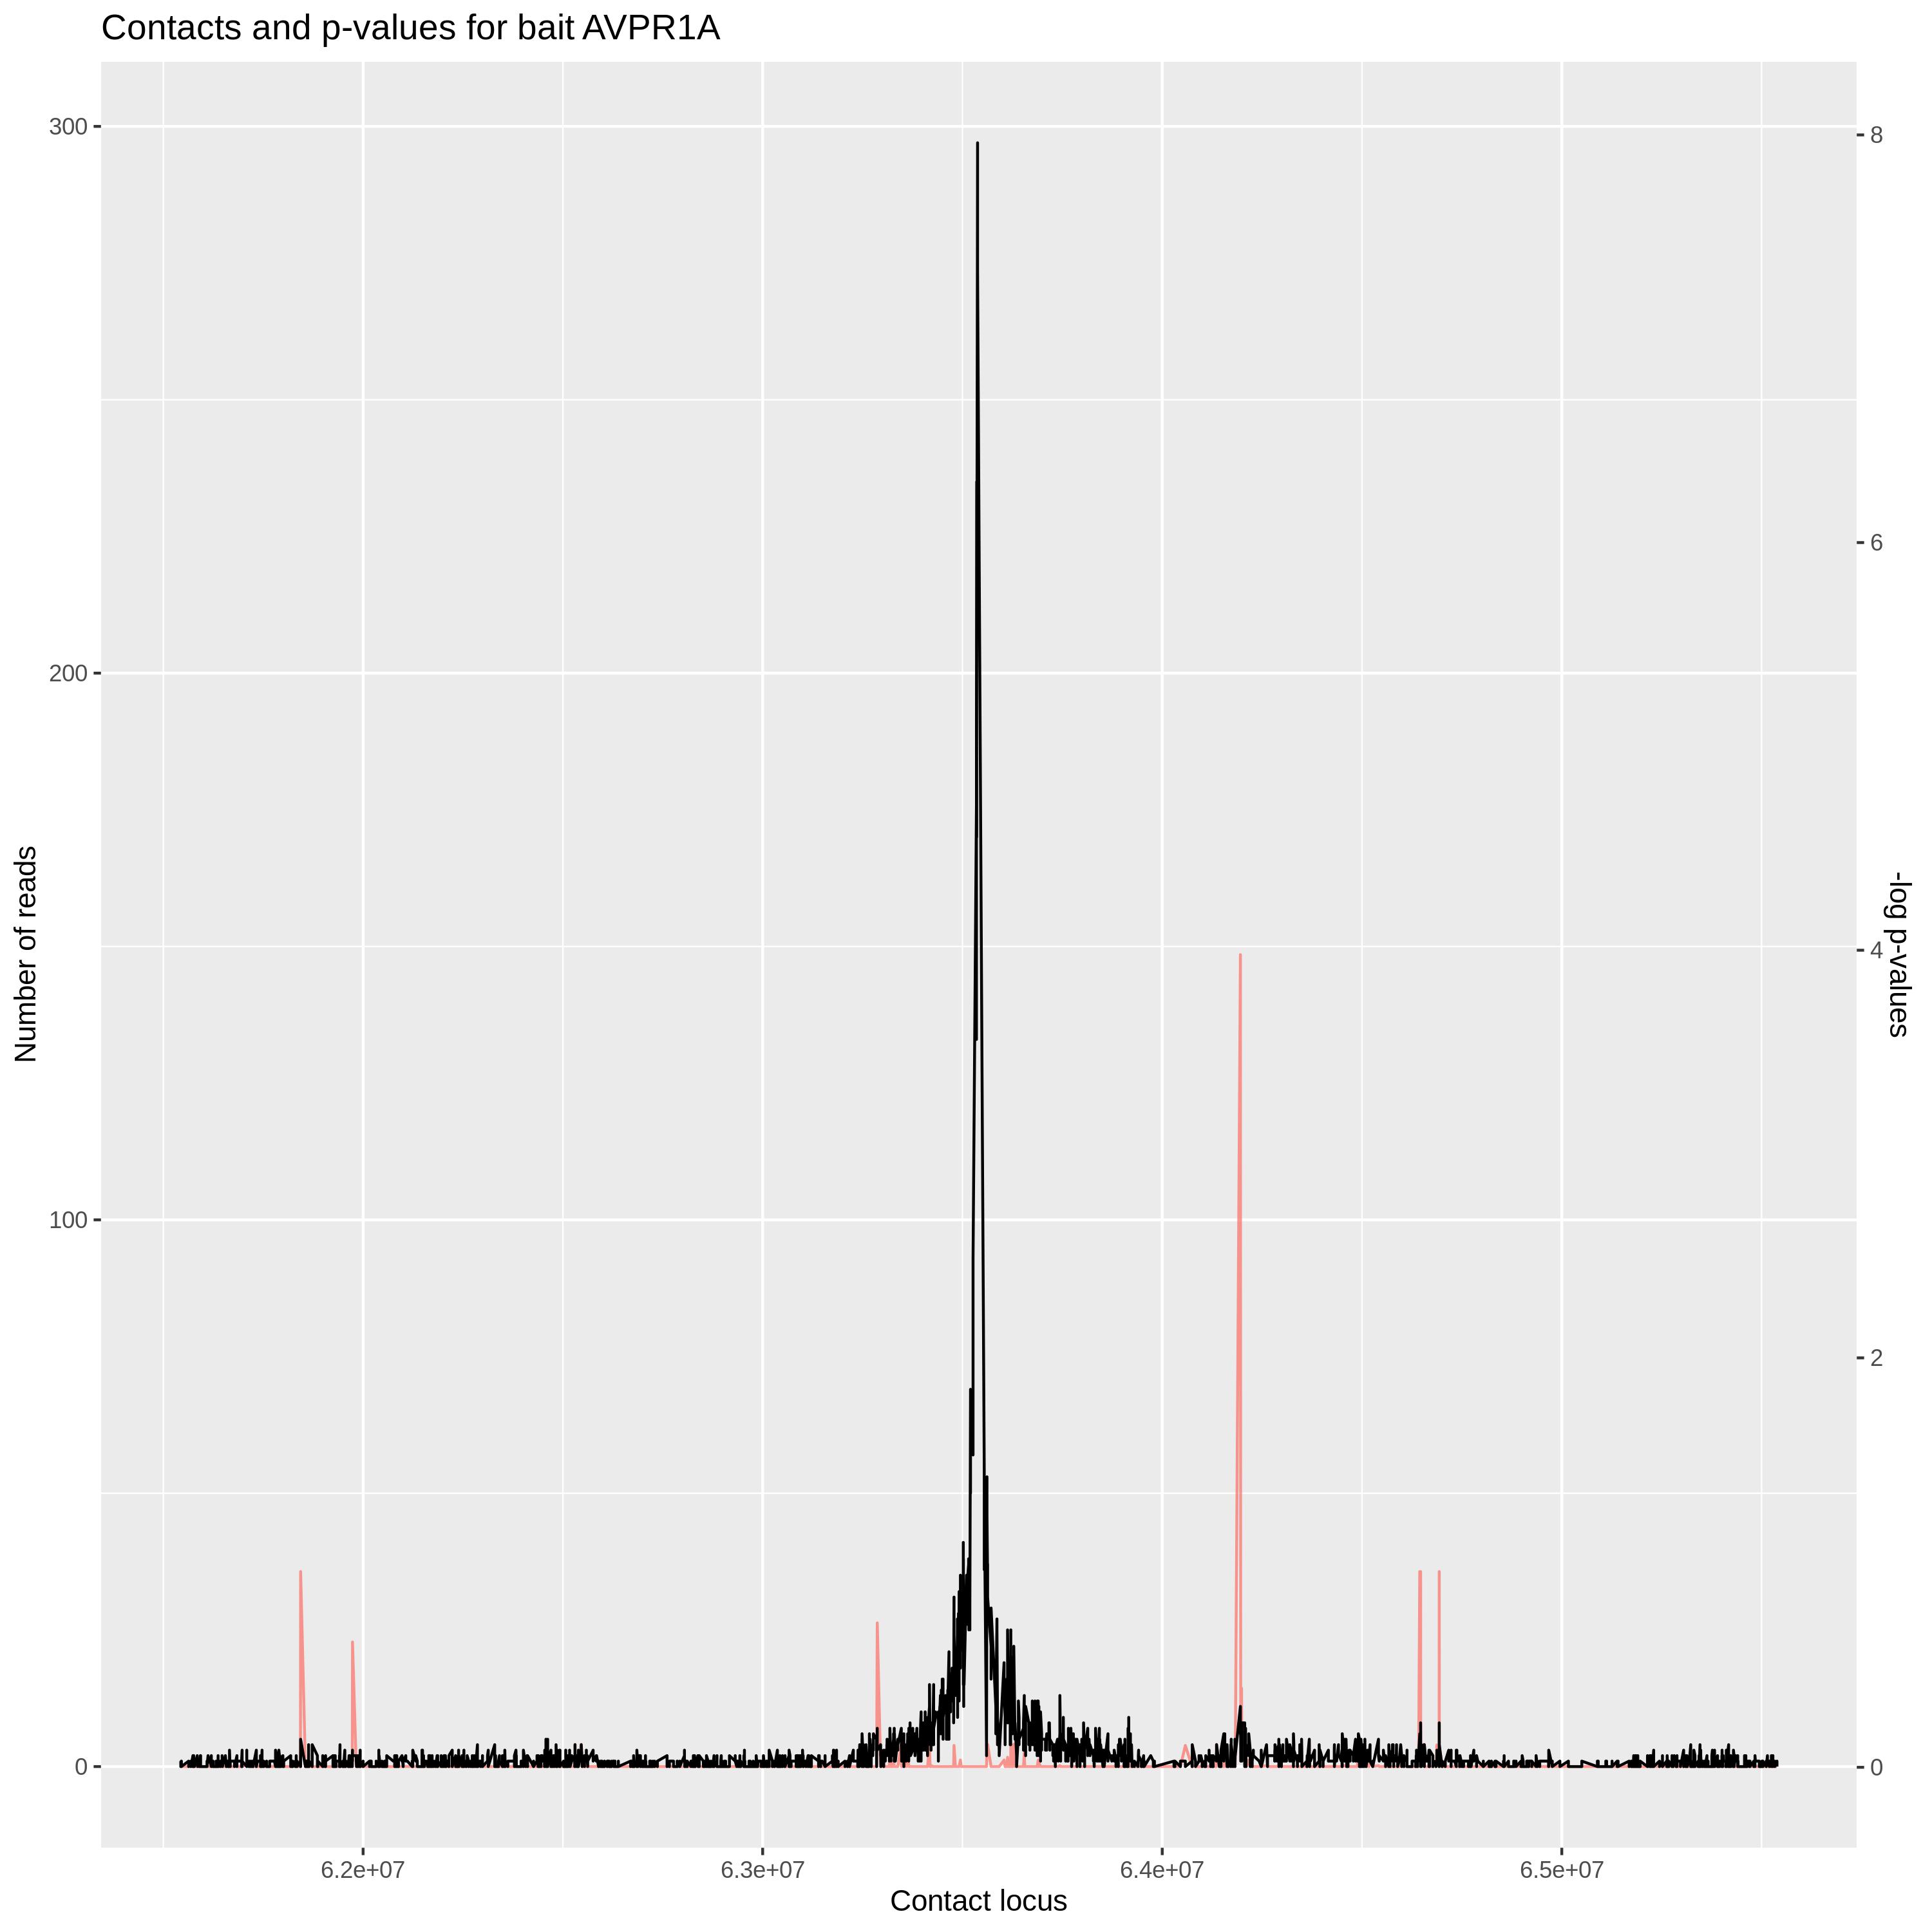 Contacts and p-values for bait AVPR1A
Number of reads
300
200
100
0
8
6
4
2
0
-log p-values
6.2e+07
6.3e+07
6.4e+07
6.5e+07
Contact locus